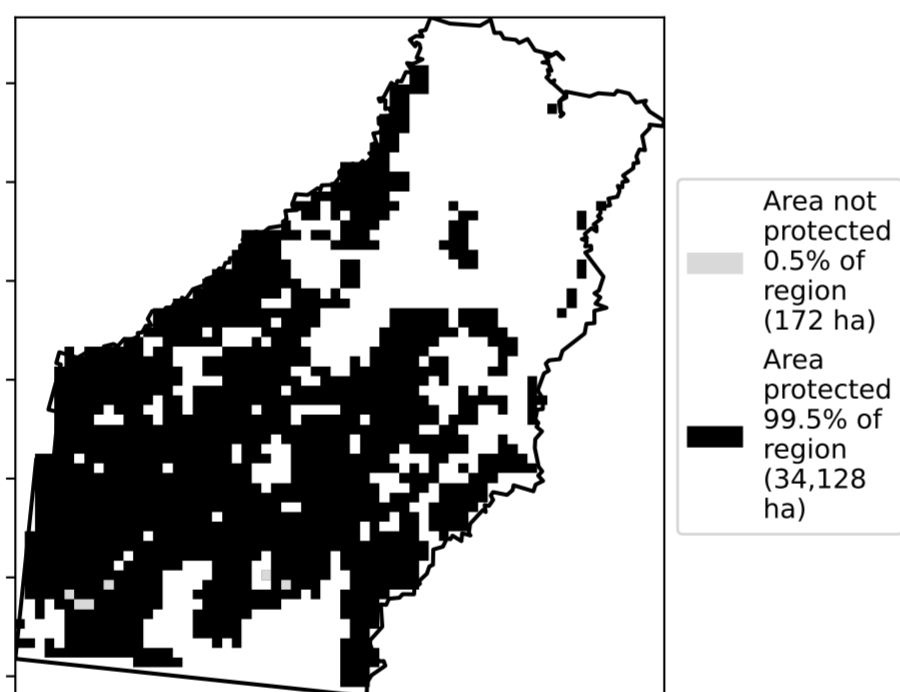 Area not
protected
0.5% of
region
(172 ha)
Area
protected
99.5% of
region
(34,128
ha)